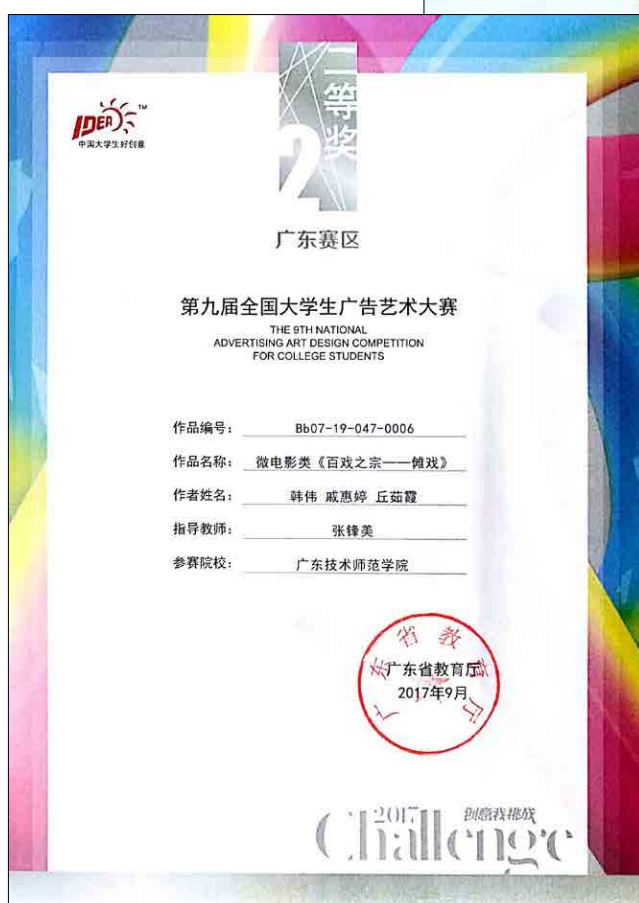 二等奖
2
IDEA TM
中国大学生好创意
广东赛区
第九届全国大学生广告艺术大赛
THE 9TH NATIONAL
ADVERTISING ART DESIGN COMPETITION
FOR COLLEGE STUDENTS
作品编号: Bb07-19-047-0006
作品名称: 微电影类《百戏之宗——傩戏》
作者姓名: 韩伟 戚惠婷 丘茹霞
指导教师: 张锋美
参赛院校: 广东技术师范学院
广东省教育厅
广东省教育厅
2017年9月
2017 创意我挑战
Challenge